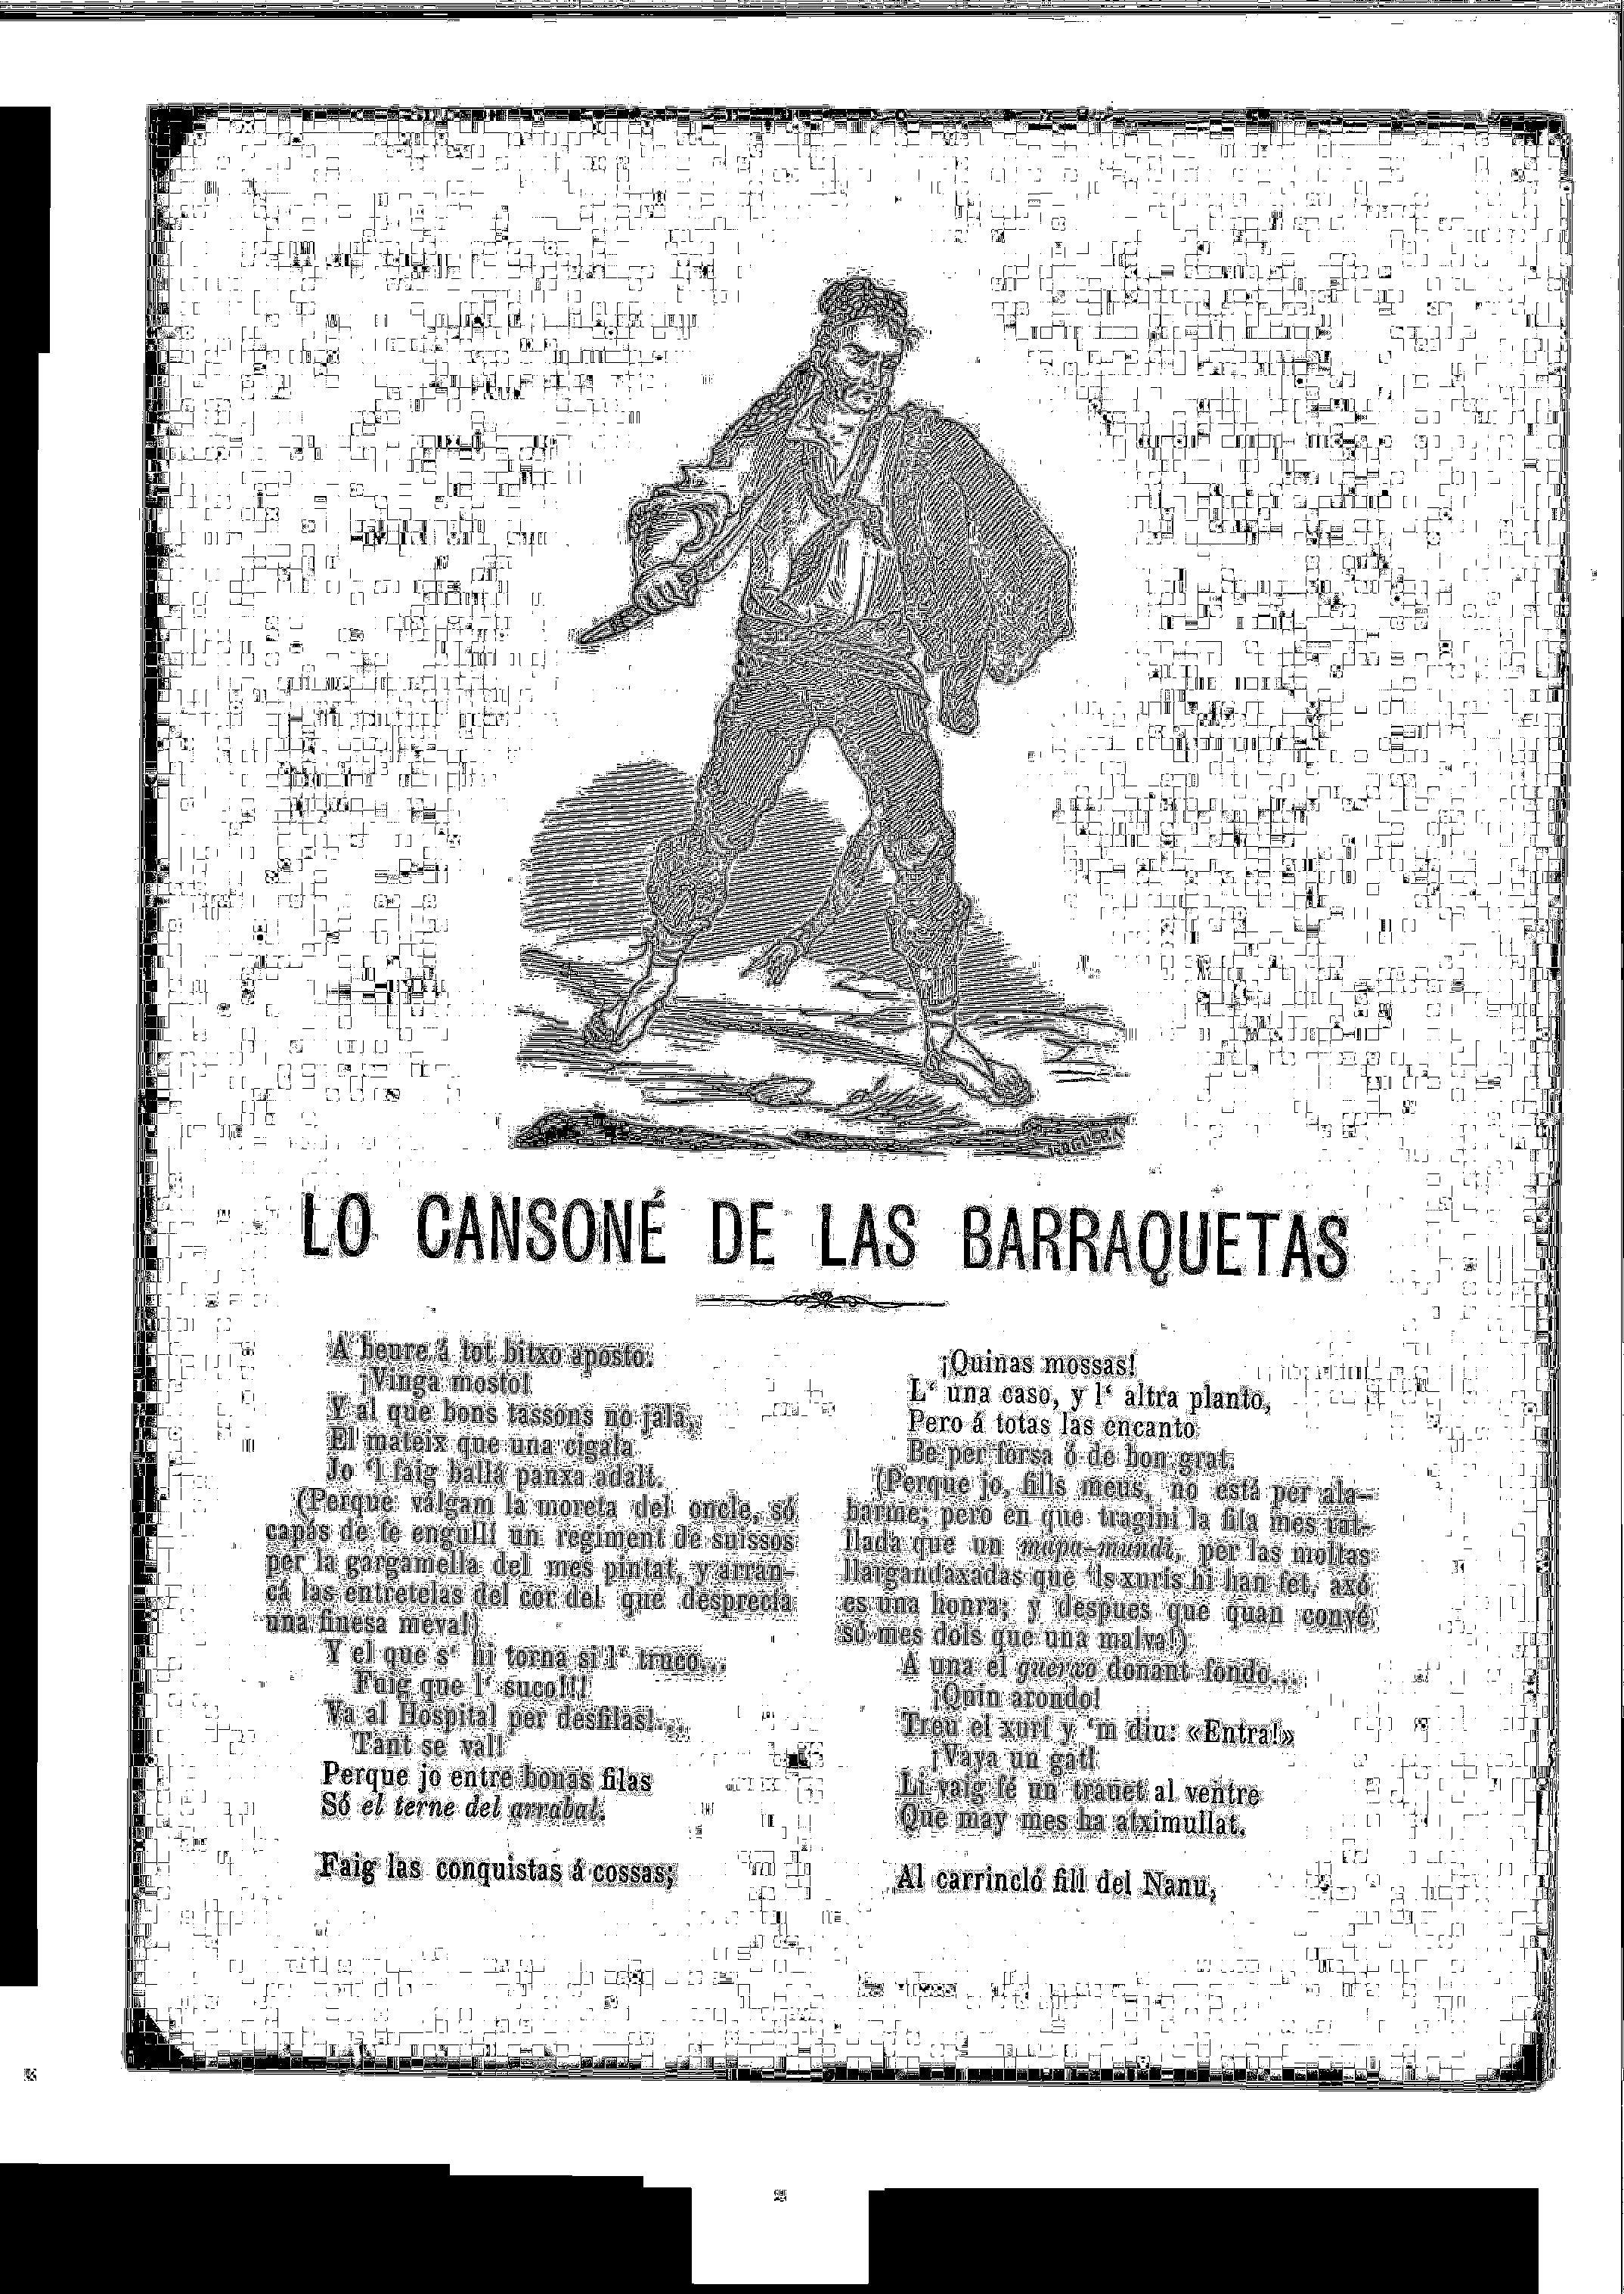 NOGUERA
LO CANSONÉ DE LAS BARRAQUETAS
A beure á tot bitxo aposto.
¡Vinga mosto!
Y al que bons tassons no jala,
El mateix que una cigala
Jo 'l faig ballá panxa adalt.
(Perque válgam la moreta del oncle, só
capás de fe engullí un regiment de suissos
per la gargamella del mes pintat, y arran-
cá las entretelas del cor del que desprecía
una finesa meva!)
Y el que s' hi torna si l' truco...
Fuig que l' suco!!!
Va al Hospital per desfilas!...
Tant se val!
Perque jo entre bonas filas
Só el terne del arrabal.
Faig las conquistas á cossas;
¡Quinas mossas!
L' una caso, y l' altra planto,
Pero á totas las encanto
Be per forsa ó de bon grat.
(Perque jo, fills meus, no está per ala-
barme; pero en que tragini la fila mes rat-
llada que un mapa-mundi, per las moltas
llargandaxadas que 'ls xuris hi han fet, axó
es una honra; y despues que quan convé,
só mes dols que una malva!)
A una el guerxo donant fondo...
¡Quin arondo!
Treu el xurí y 'm diu: «Entra!»
¡Vaya un gat!
Li vaig fé un trauet al ventre
Que may mes ha atximullat.
Al carrincló fill del Nanu,